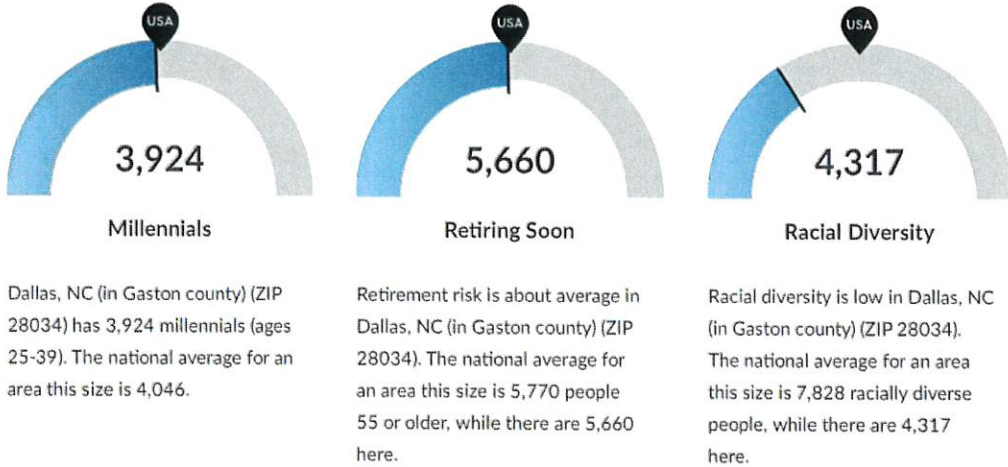 USA
3,924
Millennials
Dallas, NC (in Gaston county) (ZIP
28034) has 3,924 millennials (ages
25-39). The national average for an
area this size is 4,046.
USA
5,660
Retiring Soon
Retirement risk is about average in
Dallas, NC (in Gaston county) (ZIP
28034). The national average for
an area this size is 5,770 people
55 or older, while there are 5,660
here.
USA
4,317
Racial Diversity
Racial diversity is low in Dallas, NC
(in Gaston county) (ZIP 28034).
The national average for an area
this size is 7,828 racially diverse
people, while there are 4,317
here.